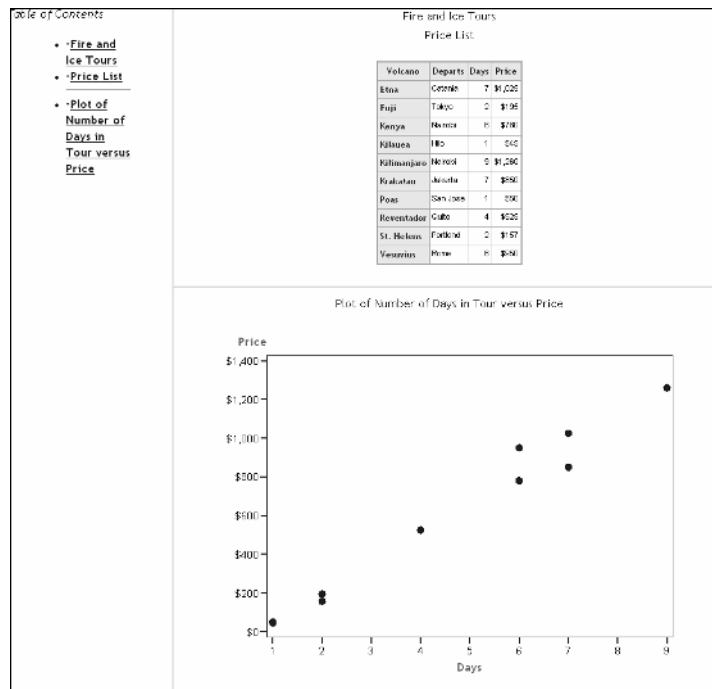 Table of Contents
• ·Fire and
Ice Tours
• ·Price List
• ·Plot of
Number of
Days in
Tour versus
Price
Fire and Ice Tours
Price List
Volcano Departs Days Price
Etna Catania 7 $1,025
Fuji Tokyo 2 $195
Kenya Nairobi 6 $780
Kilauea Hilo 1 $45
Kilimanjaro Nairobi 9 $1,260
Krakatau Jakarta 7 $850
Poas San Jose 1 $50
Reventador Quito 4 $525
St. Helens Portland 2 $157
Vesuvius Rome 6 $950
Plot of Number of Days in Tour versus Price
Price
$1,400
$1,200
$1,000
$800
$600
$400
$200
$0
1 2 3 4 5 6 7 8 9
Days